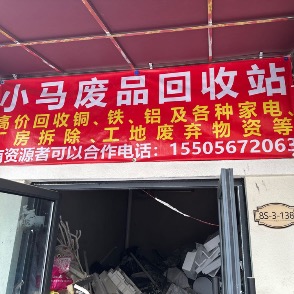 小马废品回收站
高价回收铜、铁、铝及各种家电、
厂房拆除、工地废弃物资等
有资源者可以合作电话：15505672063
8S-3-138